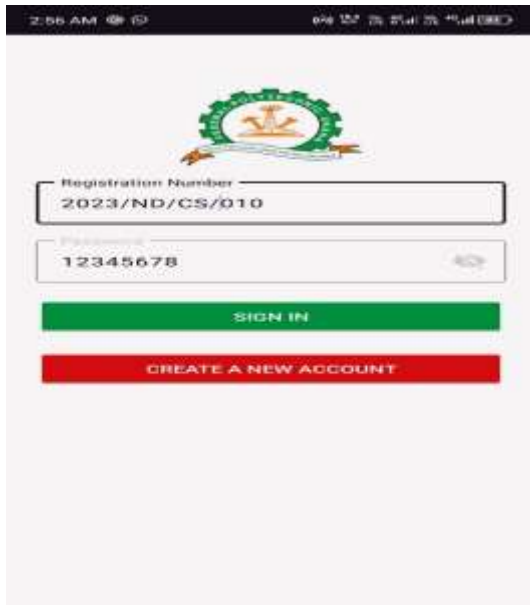 2:56 AM
Registration Number
2023/ND/CS/010
Password
12345678
SIGN IN
CREATE A NEW ACCOUNT